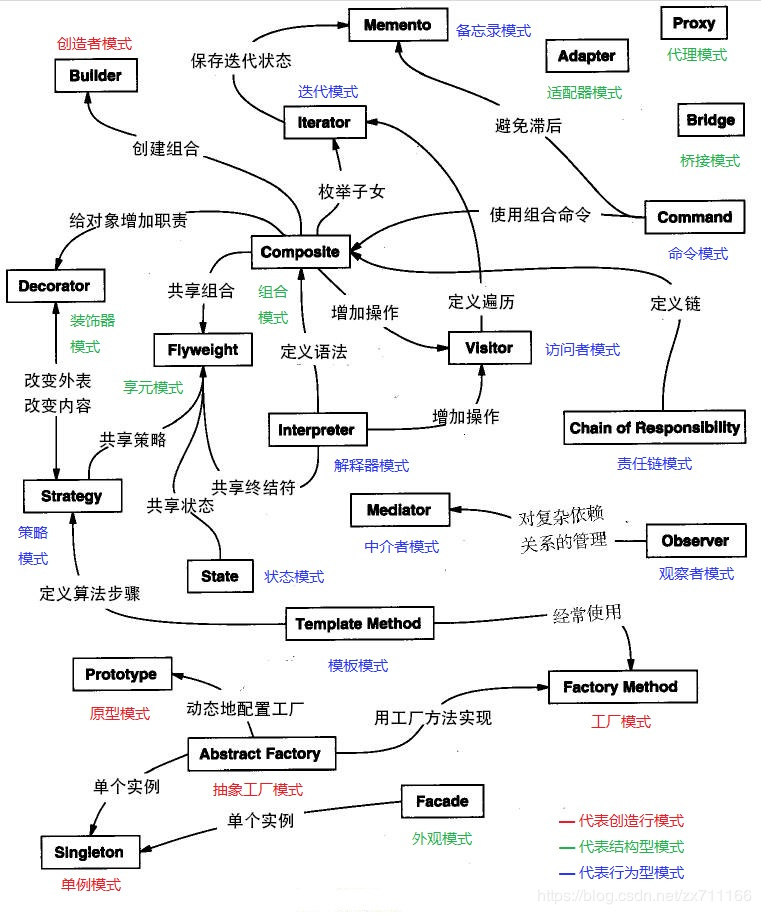 Memento
备忘录模式
Proxy
代理模式
创造者模式
Builder
保存迭代状态
Adapter
适配器模式
迭代模式
Iterator
避免滞后
Bridge
桥接模式
创建组合
枚举子女
给对象增加职责
使用组合命令
Command
命令模式
Composite
组合
模式
Decorator
装饰器
模式
共享组合
增加操作
定义遍历
定义链
Flyweight
享元模式
定义语法
Visitor
访问者模式
改变外表
改变内容
共享策略
Interpreter
解释器模式
增加操作
Chain of Responsibility
责任链模式
Strategy
策略
模式
共享状态
共享终结符
Mediator
中介者模式
对复杂依赖
关系的管理
Observer
观察者模式
State
状态模式
定义算法步骤
Template Method
模板模式
经常使用
Prototype
原型模式
动态地配置工厂
用工厂方法实现
Factory Method
工厂模式
Abstract Factory
抽象工厂模式
单个实例
单个实例
Facade
外观模式
Singleton
单例模式
代表创造行模式
代表结构型模式
代表行为型模式
https://blog.csdn.net/zx711166